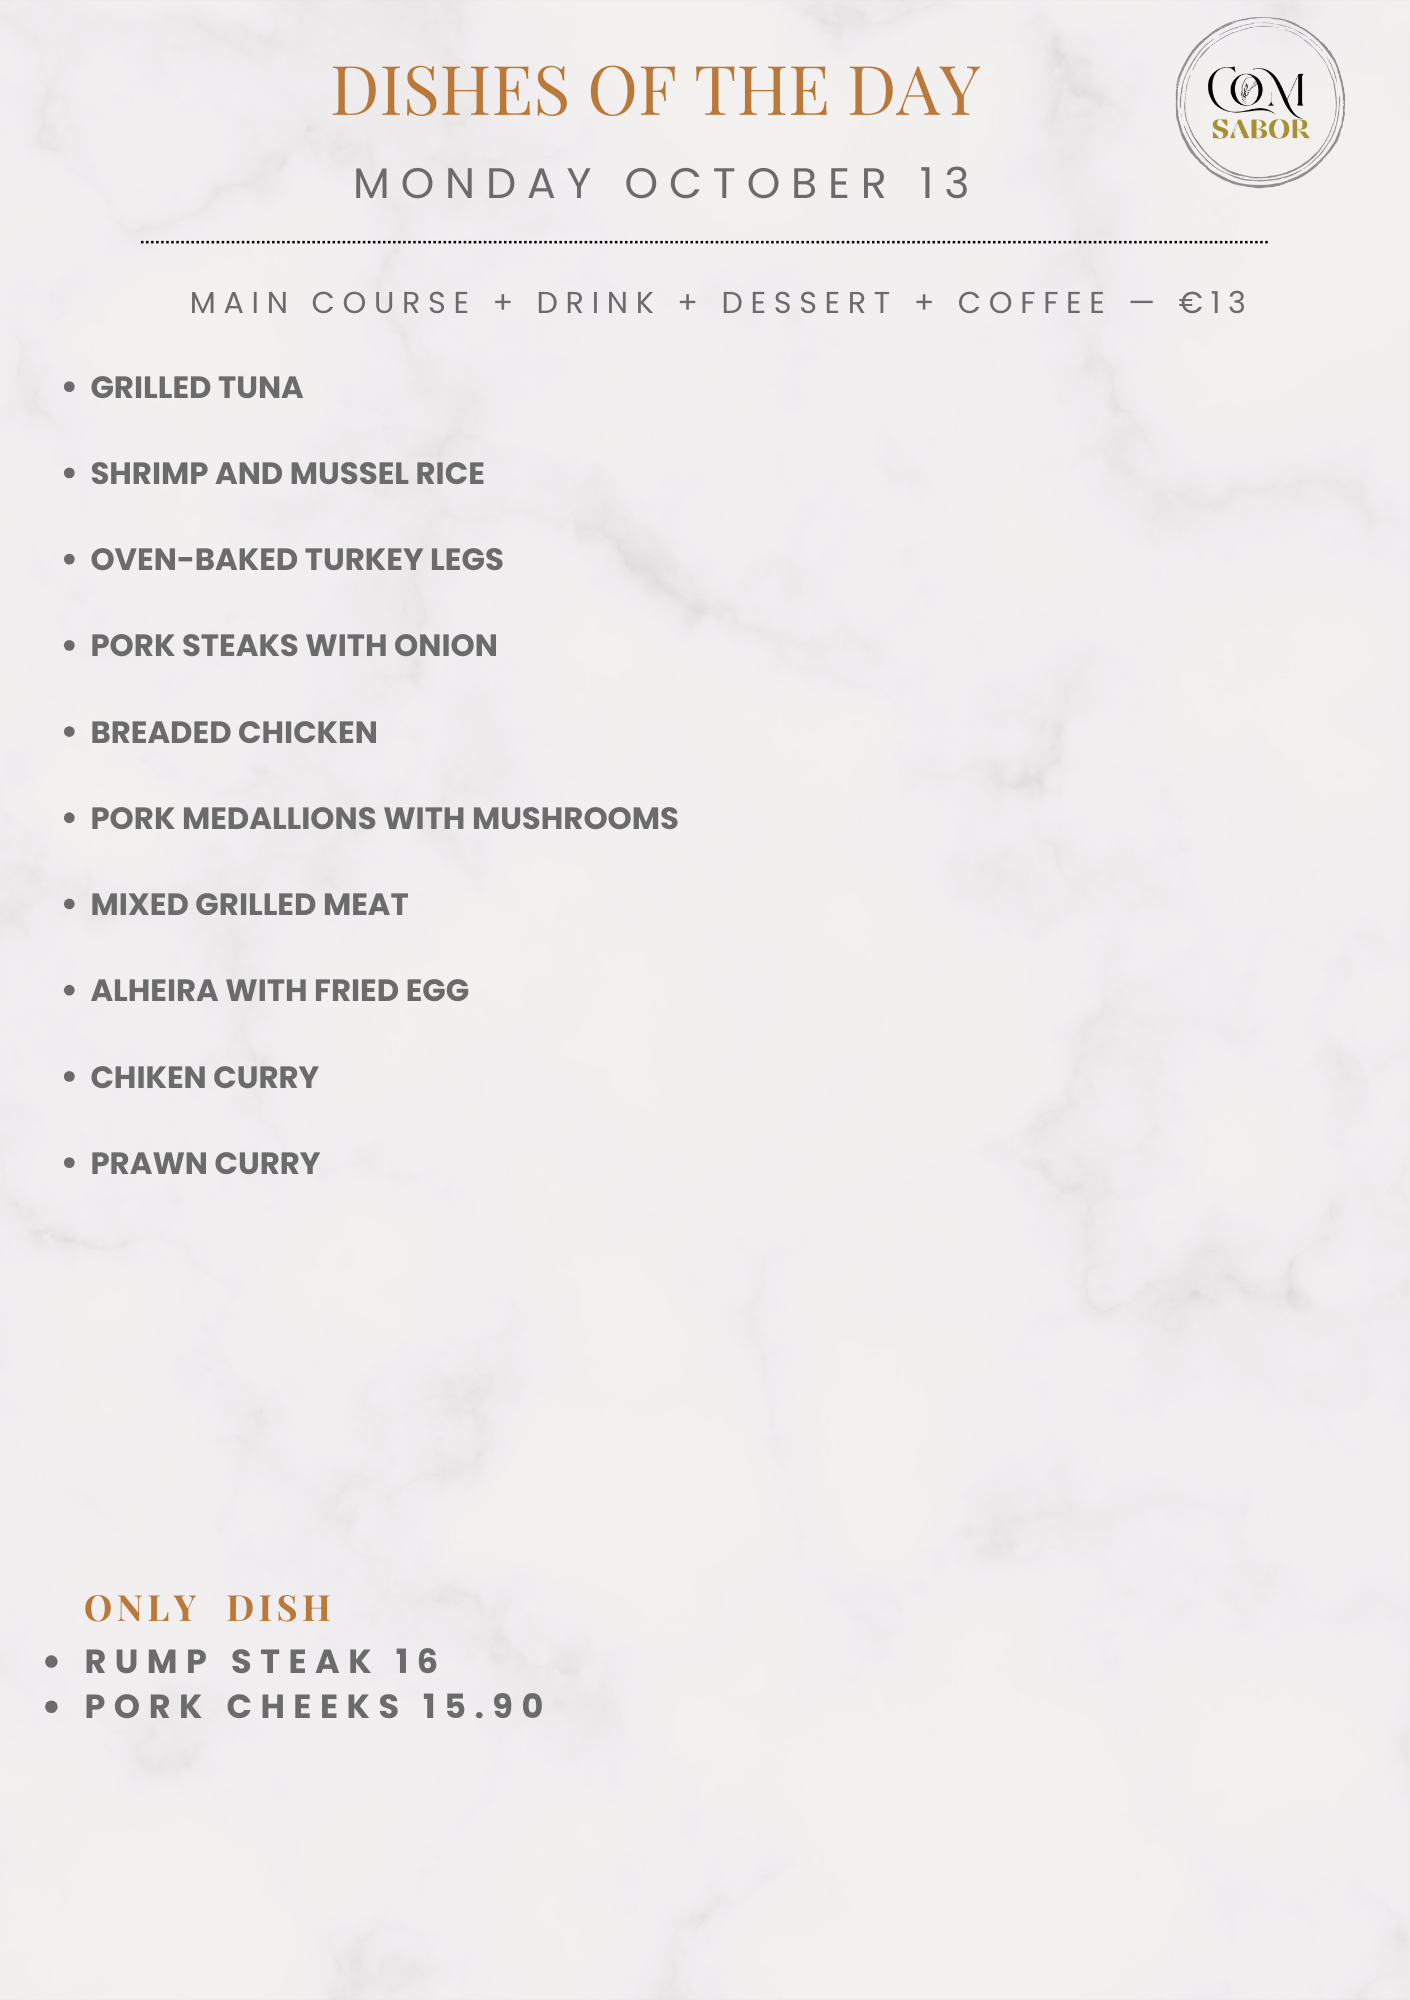 DISHES OF THE DAY
COM
SABOR
MONDAY OCTOBER 13
MAIN COURSE + DRINK + DESSERT + COFFEE — €13
• GRILLED TUNA
• SHRIMP AND MUSSEL RICE
• OVEN-BAKED TURKEY LEGS
• PORK STEAKS WITH ONION
• BREADED CHICKEN
• PORK MEDALLIONS WITH MUSHROOMS
• MIXED GRILLED MEAT
• ALHEIRA WITH FRIED EGG
• CHIKEN CURRY
• PRAWN CURRY
ONLY DISH
• RUMP STEAK 16
• PORK CHEEKS 15.90